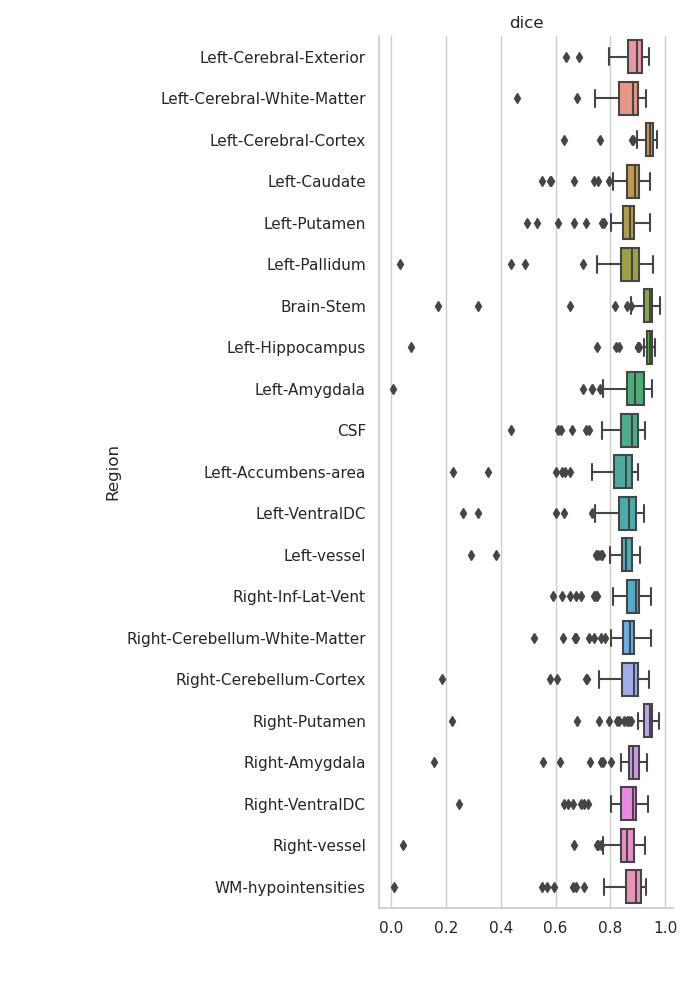 dice
Left-Cerebral-Exterior
Left-Cerebral-White-Matter
Left-Cerebral-Cortex
Left-Caudate
Left-Putamen
Left-Pallidum
Brain-Stem
Left-Hippocampus
Left-Amygdala
CSF
Left-Accumbens-area
Left-VentralDC
Left-vessel
Right-Inf-Lat-Vent
Right-Cerebellum-White-Matter
Right-Cerebellum-Cortex
Right-Putamen
Right-Amygdala
Right-VentralDC
Right-vessel
WM-hypointensities
Region
0.0 0.2 0.4 0.6 0.8 1.0